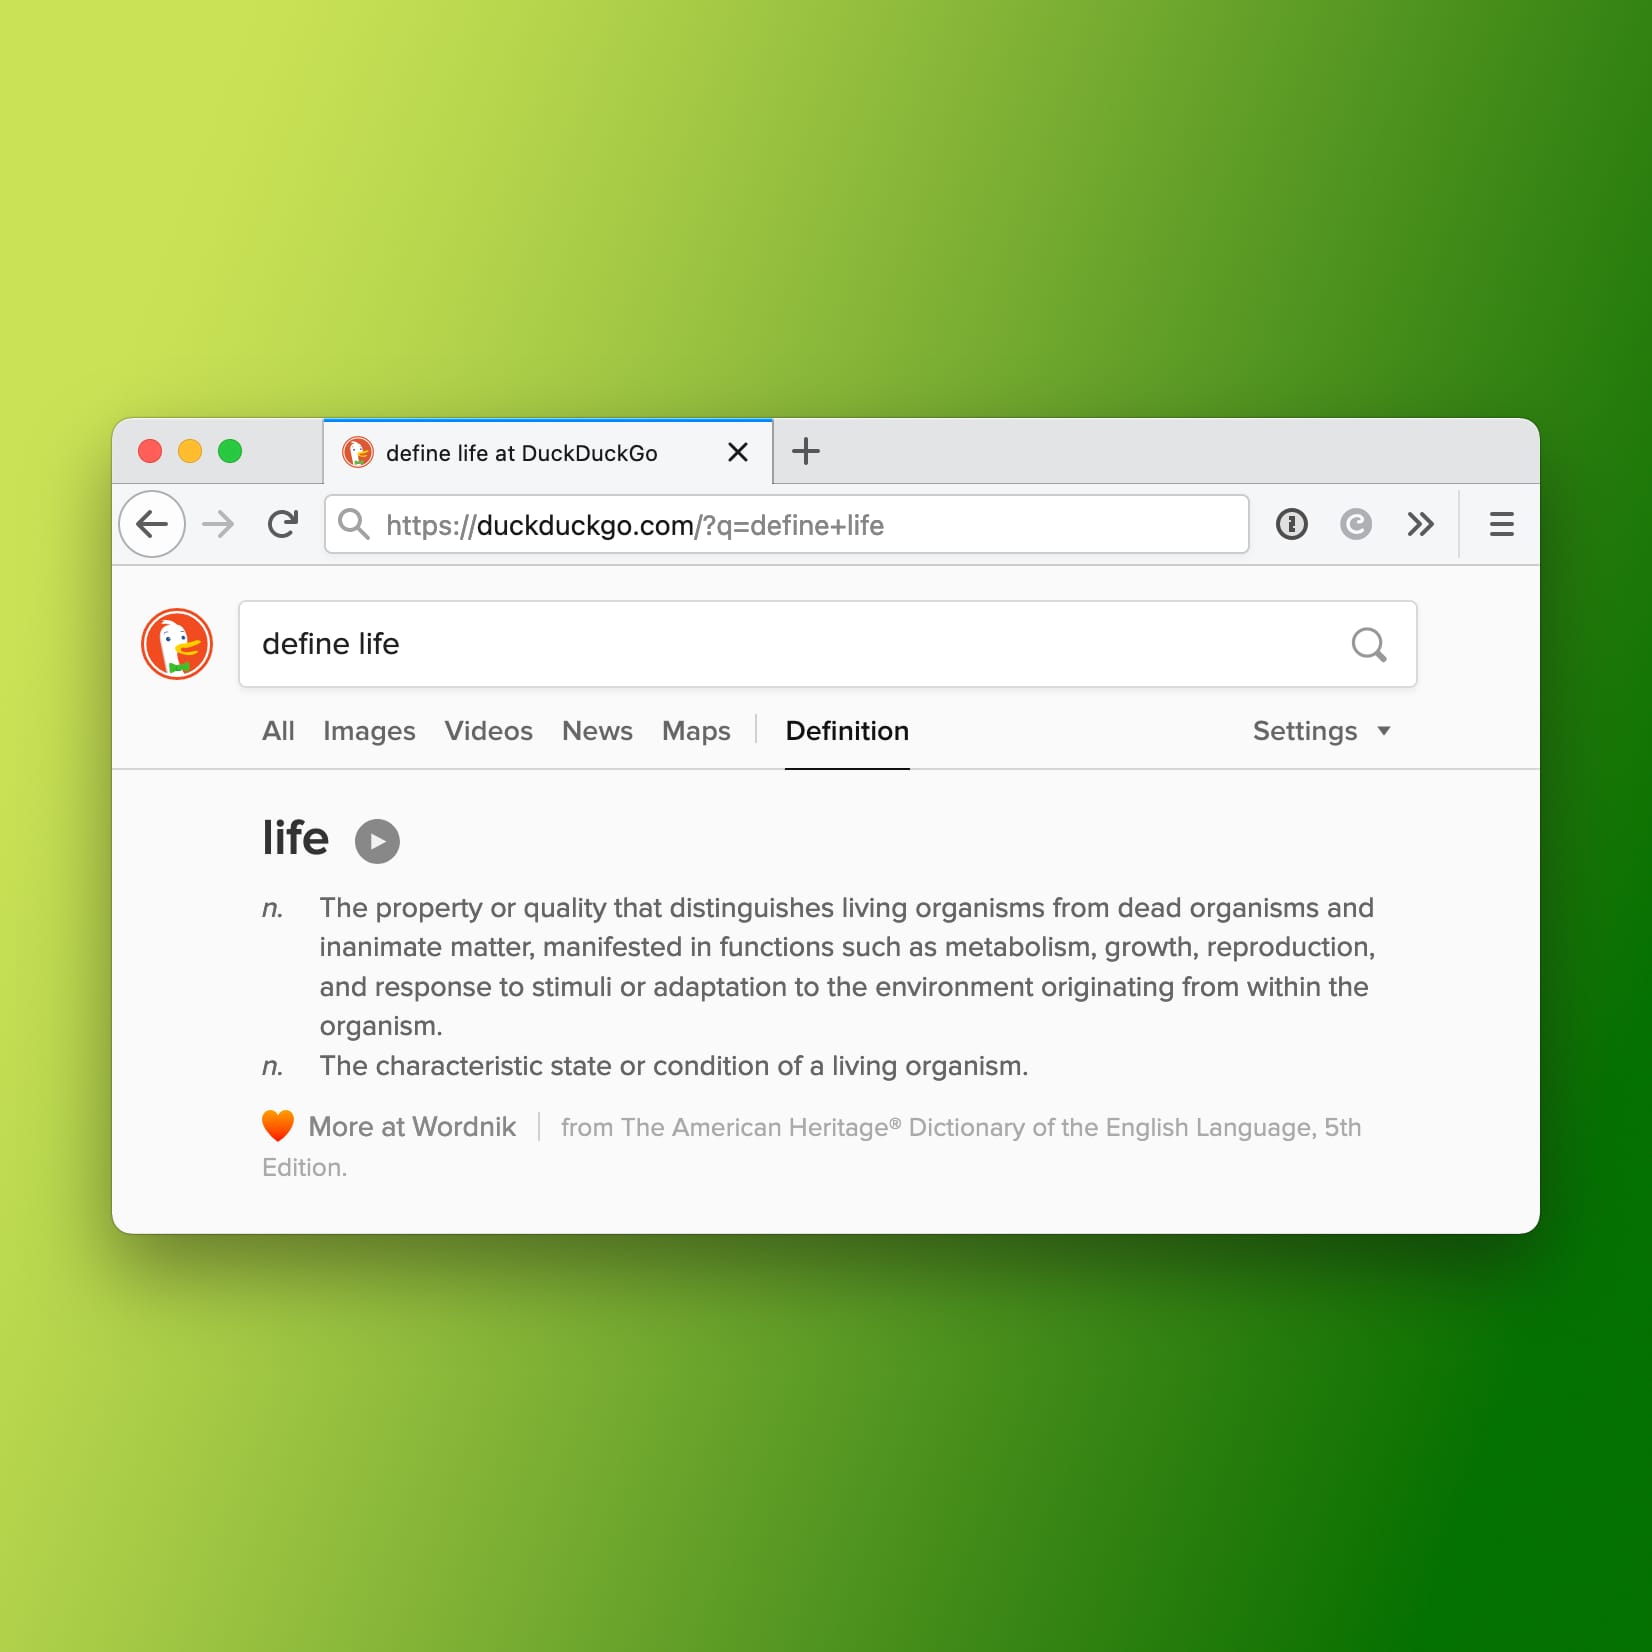 define life at DuckDuckGo
https://duckduckgo.com/?q=define+life
define life
All Images Videos News Maps Definition Settings
life
n. The property or quality that distinguishes living organisms from dead organisms and
inanimate matter, manifested in functions such as metabolism, growth, reproduction,
and response to stimuli or adaptation to the environment originating from within the
organism.
n. The characteristic state or condition of a living organism.
More at Wordnik from The American Heritage® Dictionary of the English Language, 5th
Edition.